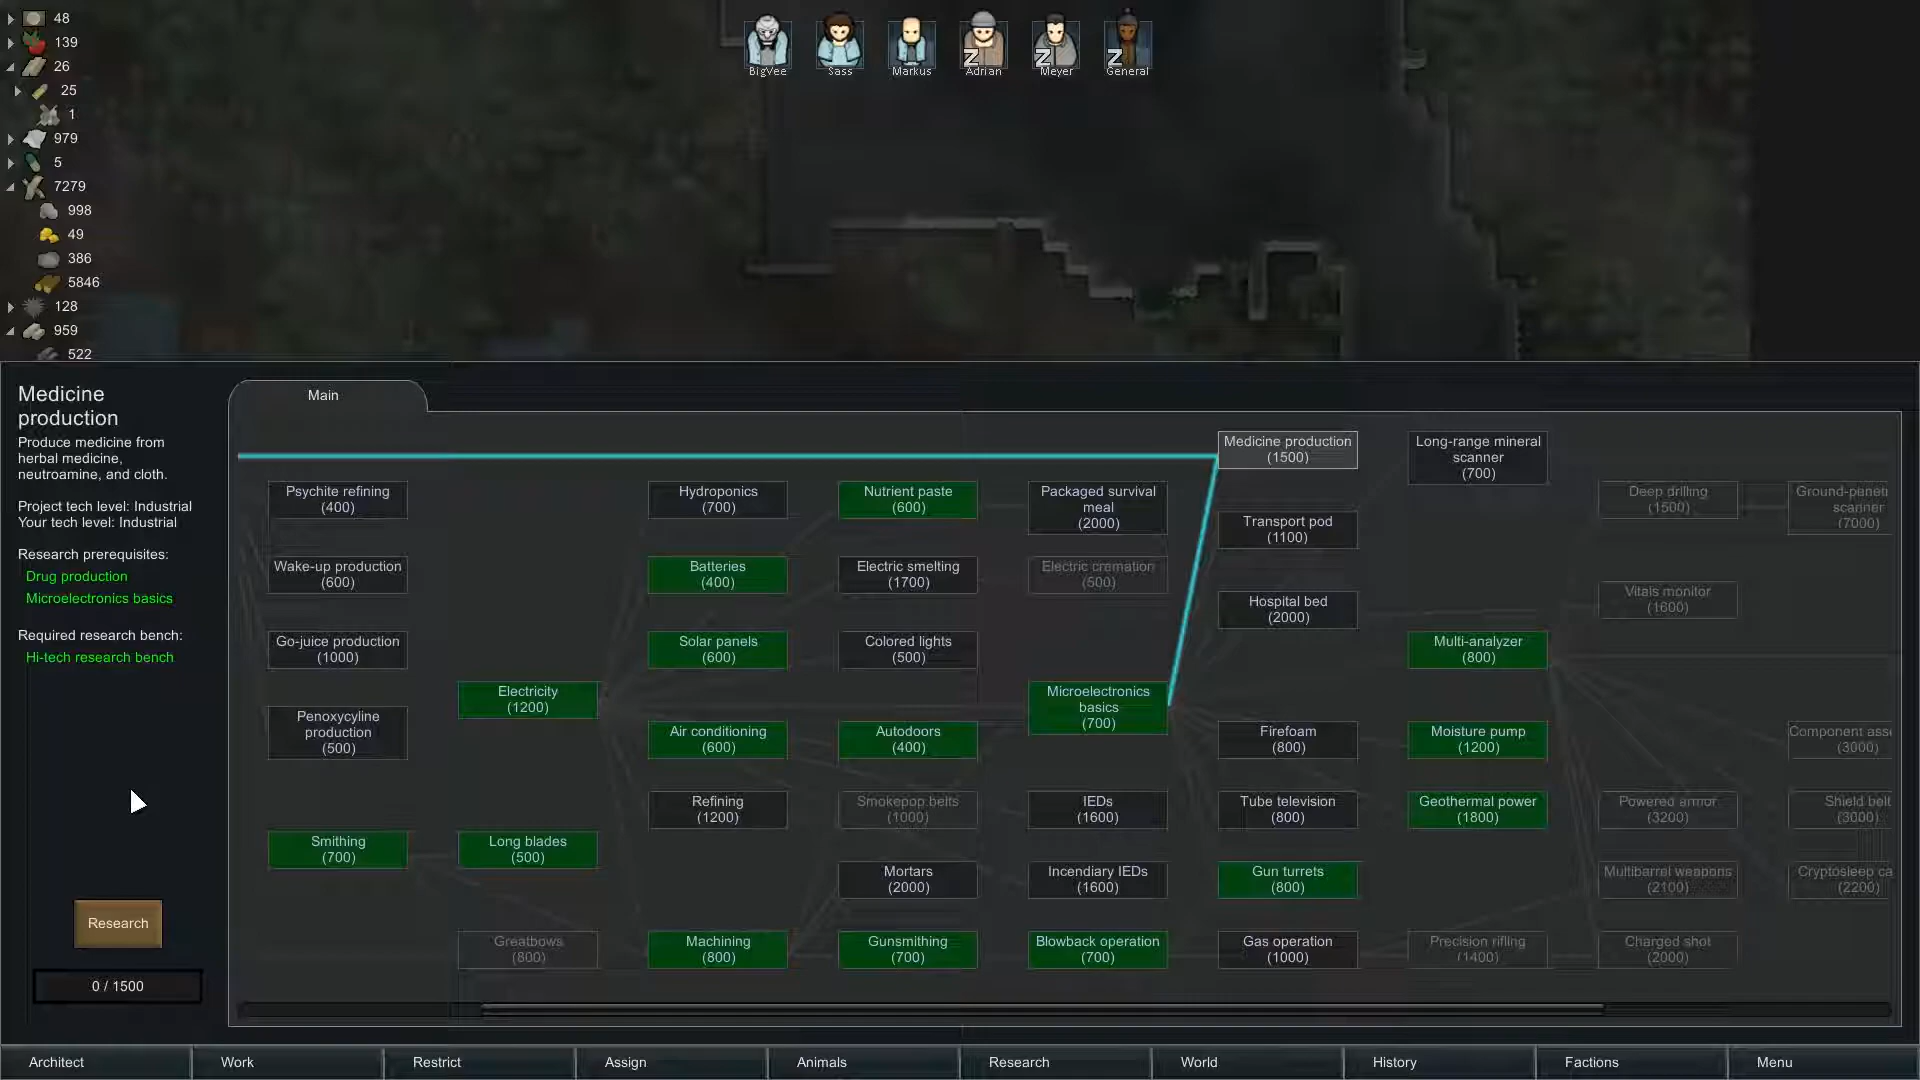 48
139
26
25
1
979
5
7279
998
49
386
5846
128
959
522
BigVee
Sass
Markus
Z
Adrian
Z
Meyer
Z
General
Medicine
production
Produce medicine from
herbal medicine,
neutroamine, and cloth.
Project tech level: Industrial
Your tech level: Industrial
Research prerequisites:
Drug production
Microelectronics basics
Required research bench:
Hi-tech research bench
Research
0 / 1500
Main
Medicine production
(1500)
Long-range mineral
scanner
(700)
Psychite refining
(400)
Hydroponics
(700)
Nutrient paste
(600)
Packaged survival
meal
(2000)
Deep drilling
(1500)
Ground-peneti
scanner
(7000)
Transport pod
(1100)
Wake-up production
(600)
Batteries
(400)
Electric smelting
(1700)
Electric cremation
(500)
Vitals monitor
(1600)
Hospital bed
(2000)
Go-juice production
(1000)
Solar panels
(600)
Colored lights
(500)
Multi-analyzer
(800)
Electricity
(1200)
Microelectronics
basics
(700)
Penoxycyline
production
(500)
Air conditioning
(600)
Autodoors
(400)
Firefoam
(800)
Moisture pump
(1200)
Component asse
(3000)
Refining
(1200)
Smokepop belts
(1000)
IEDs
(1600)
Tube television
(800)
Geothermal power
(1800)
Powered armor
(3200)
Shield belt
(3000)
Smithing
(700)
Long blades
(500)
Mortars
(2000)
Incendiary IEDs
(1600)
Gun turrets
(800)
Multibarrel weapons
(2100)
Cryptosleep ca
(2200)
Greatbows
(800)
Machining
(800)
Gunsmithing
(700)
Blowback operation
(700)
Gas operation
(1000)
Precision rifling
(1400)
Charged shot
(2000)
Architect
Work
Restrict
Assign
Animals
Research
World
History
Factions
Menu